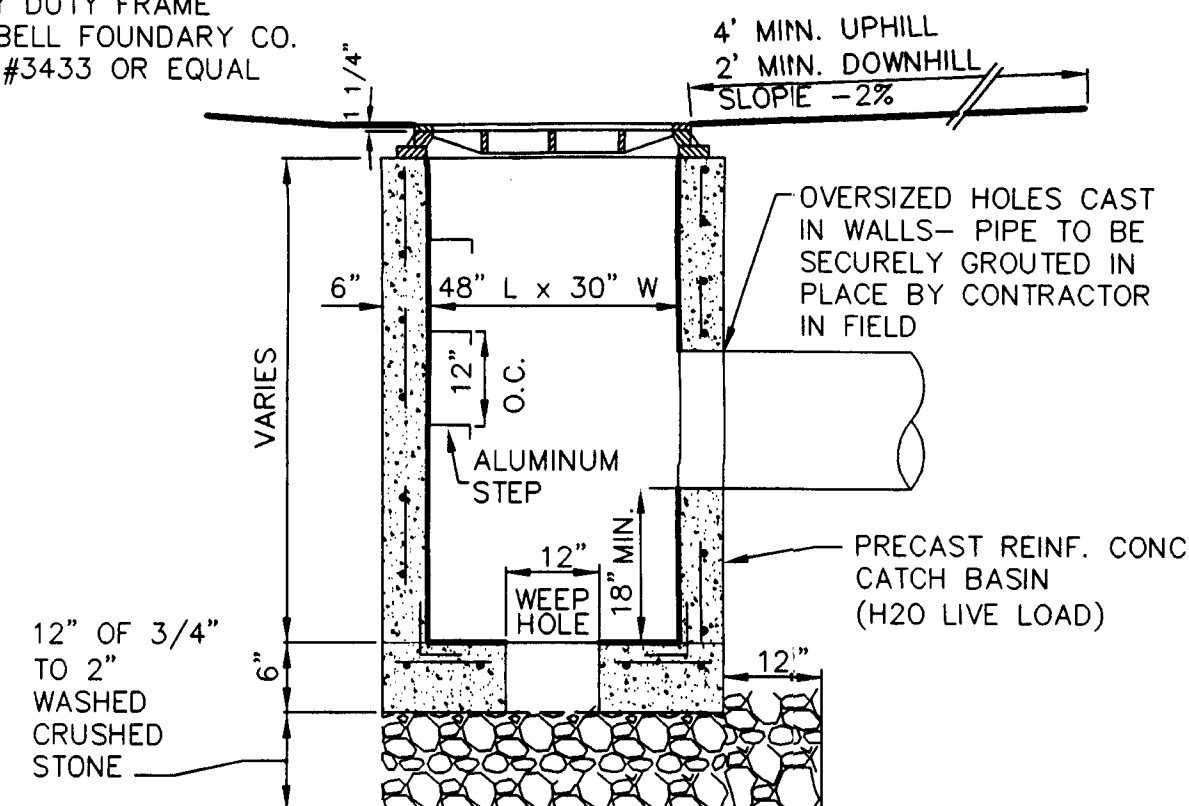 DUTY FRAME
BELL FOUNDARY CO.
#3433 OR EQUAL
1 1/4"
4' MIN. UPHILL
2' MIN. DOWNHILL
SLOPE -2%
OVERSIZED HOLES CAST
IN WALLS- PIPE TO BE
SECURELY GROUTED IN
PLACE BY CONTRACTOR
IN FIELD
6"
48" L x 30" W
VARIES
12"
O.C.
ALUMINUM
STEP
18" MIN.
12"
WEEP
HOLE
PRECAST REINF. CONC
CATCH BASIN
(H20 LIVE LOAD)
12" OF 3/4"
TO 2"
WASHED
CRUSHED
STONE
6"
12"